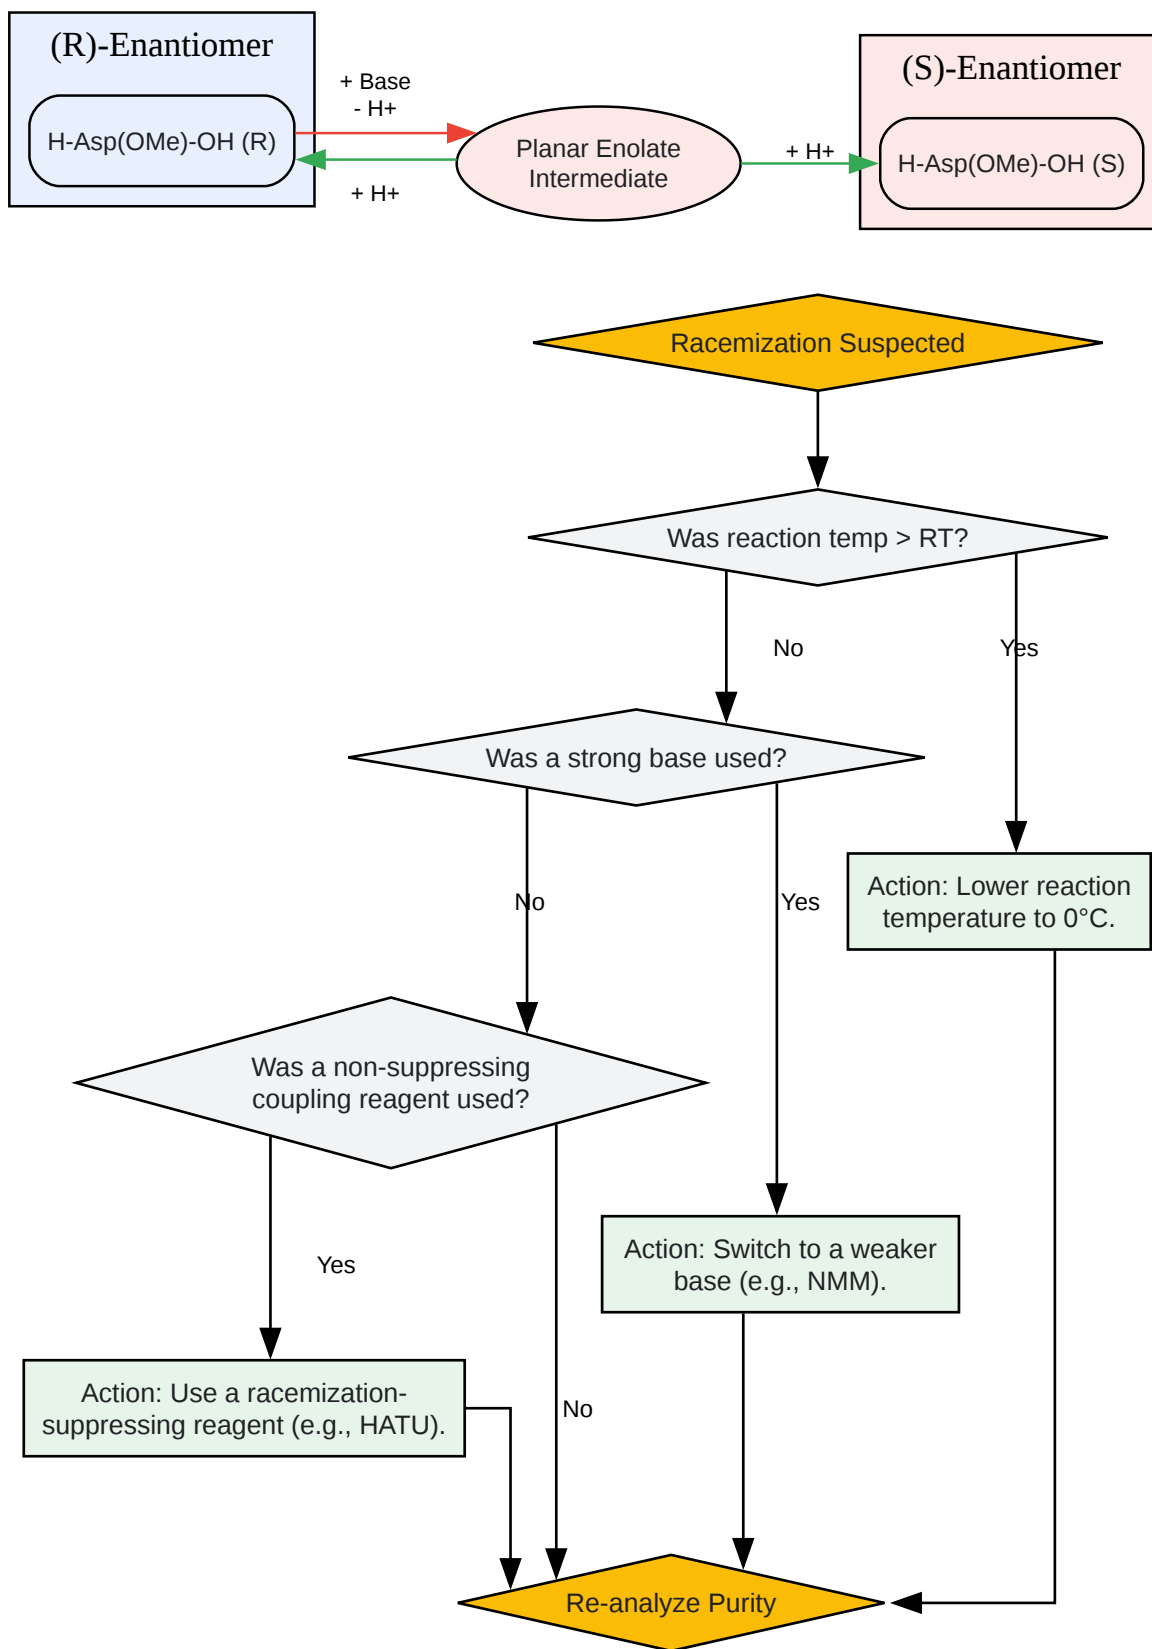 (R)-Enantiomer
H-Asp(OMe)-OH (R)
+ Base
- H+
+ H+
Planar Enolate
Intermediate
+ H+
(S)-Enantiomer
H-Asp(OMe)-OH (S)
Racemization Suspected
Was reaction temp > RT?
No
Yes
Was a strong base used?
No
Yes
Action: Lower reaction
temperature to 0°C.
Was a non-suppressing
coupling reagent used?
Yes
Action: Switch to a weaker
base (e.g., NMM).
Action: Use a racemization-
suppressing reagent (e.g., HATU).
No
Re-analyze Purity